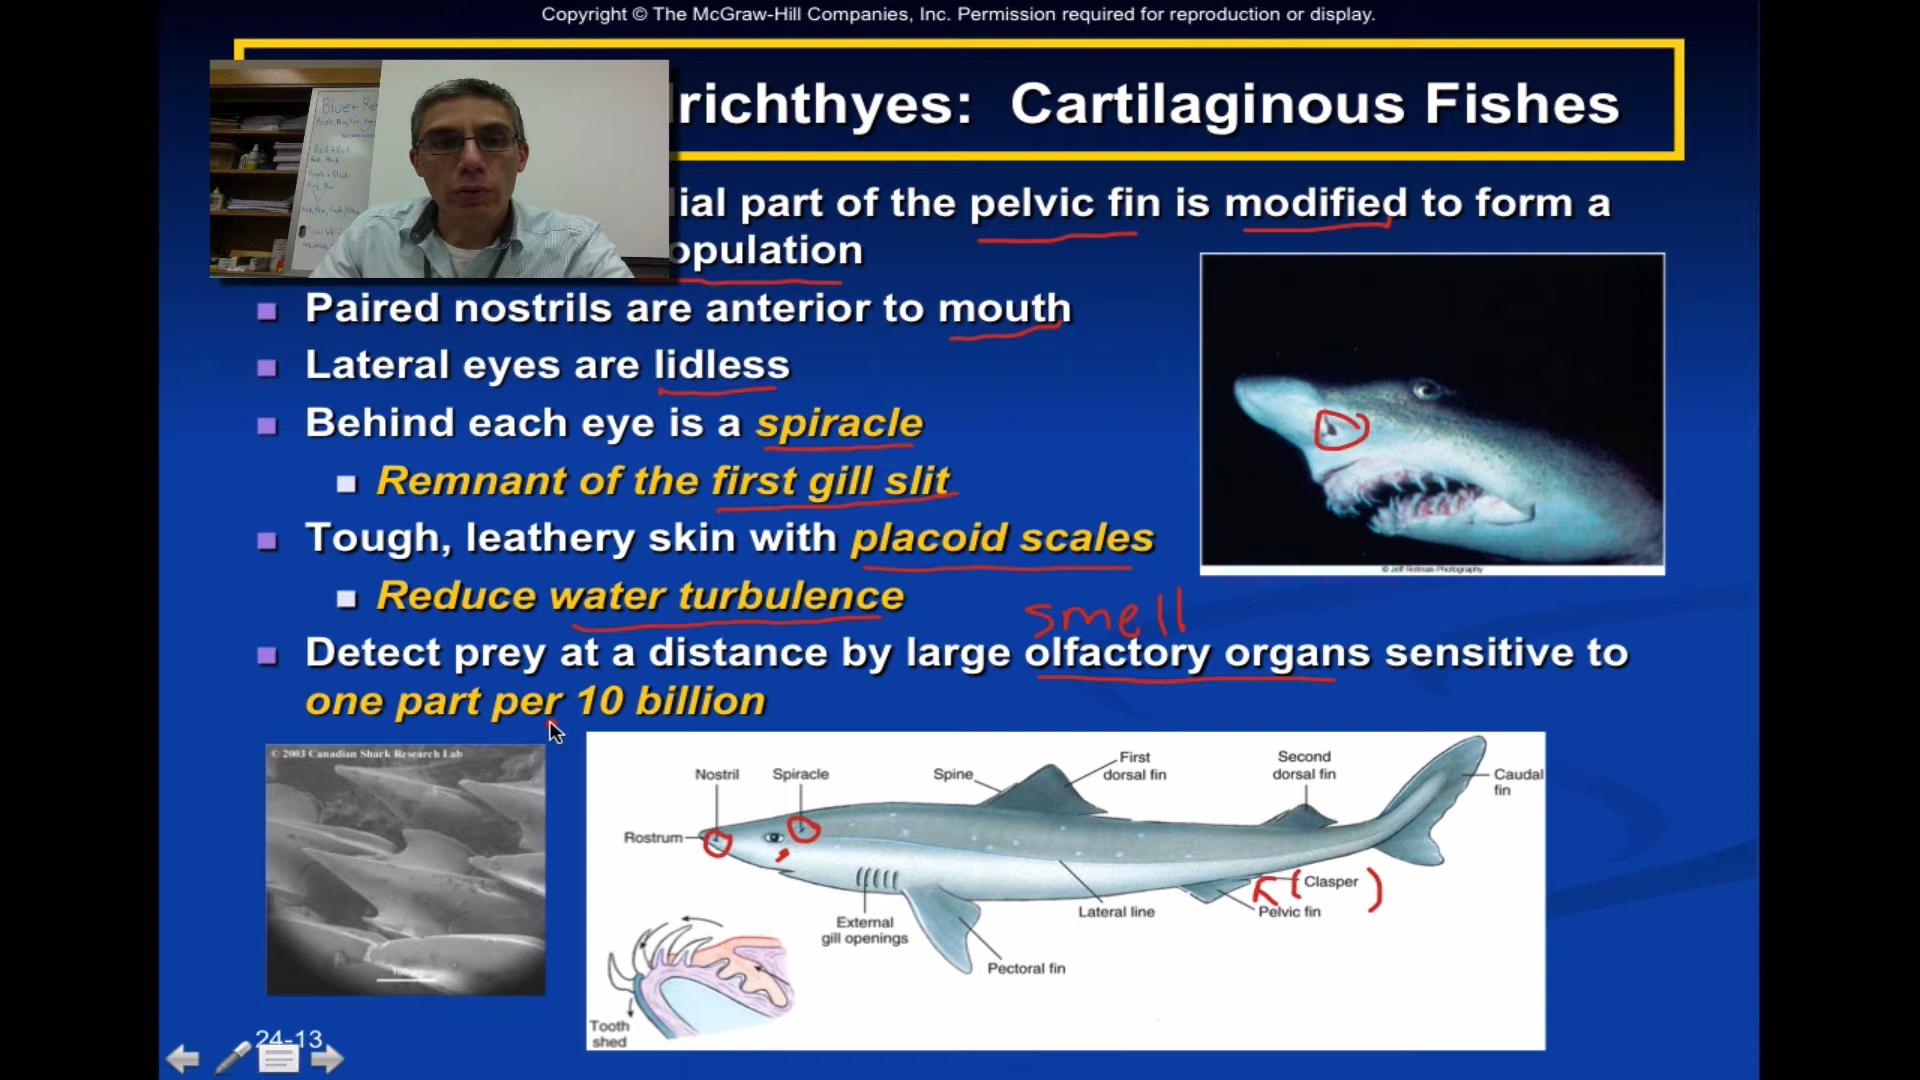 Copyright © The McGraw-Hill Companies, Inc. Permission required for reproduction or display.
richthyes: Cartilaginous Fishes
ial part of the pelvic fin is modified to form a
opulation
Paired nostrils are anterior to mouth
Lateral eyes are lidless
Behind each eye is a spiracle
Remnant of the first gill slit
Tough, leathery skin with placoid scales
Reduce water turbulence
smell
Detect prey at a distance by large olfactory organs sensitive to
one part per 10 billion
© Jeff Rotman Photography
© 2003 Canadian Shark Research Lab
Nostril
Spiracle
Spine
First
dorsal fin
Second
dorsal fin
Caudal
fin
Rostrum
External
gill openings
Pectoral fin
Lateral line
(Clasper)
Pelvic fin
Tooth
shed
24-13